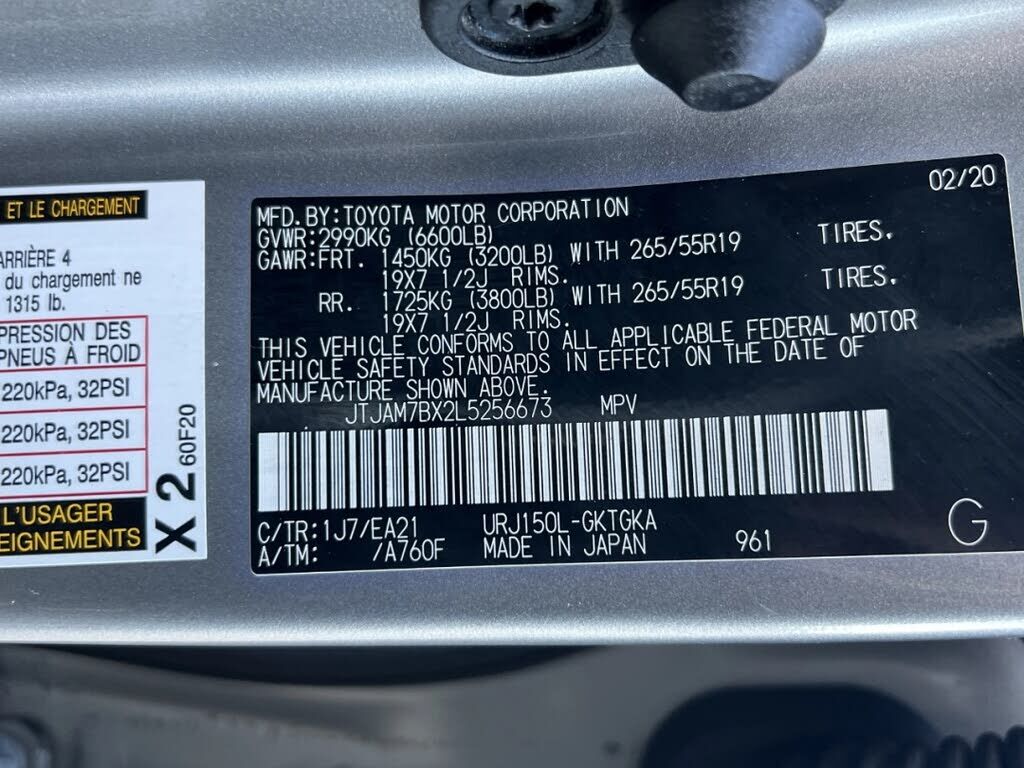 ET LE CHARGEMENT
ARRIÈRE 4
du chargement ne
1315 lb.
PRESSION DES
PNEUS À FROID
220kPa, 32PSI
220kPa, 32PSI
220kPa, 32PSI
L'USAGER
EIGNEMENTS
X 2 60F20
02/20
MFD.BY:TOYOTA MOTOR CORPORATION
GVWR:2990KG (6600LB)
GAWR:FRT. 1450KG (3200LB) WITH 265/55R19 TIRES,
19X7 1/2J RIMS.
RR. 1725KG (3800LB) WITH 265/55R19 TIRES,
19X7 1/2J RIMS.
THIS VEHICLE CONFORMS TO ALL APPLICABLE FEDERAL MOTOR
VEHICLE SAFETY STANDARDS IN EFFECT ON THE DATE OF
MANUFACTURE SHOWN ABOVE.
JTJAM7BX2L5256673 MPV
C/TR:1J7/EA21 URJ150L-GKTGKA
A/TM: /A760F MADE IN JAPAN 961
G